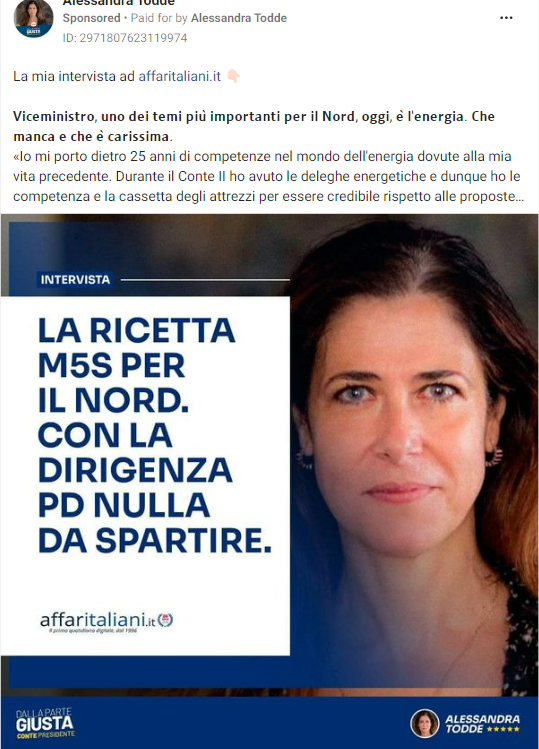 Alessandra Todde
Sponsored • Paid for by Alessandra Todde
ID: 2971807623119974
La mia intervista ad affaritaliani.it 👇🏻
Viceministro, uno dei temi più importanti per il Nord, oggi, è l'energia. Che
manca e che è carissima.
«Io mi porto dietro 25 anni di competenze nel mondo dell'energia dovute alla mia
vita precedente. Durante il Conte II ho avuto le deleghe energetiche e dunque ho le
competenza e la cassetta degli attrezzi per essere credibile rispetto alle proposte...
INTERVISTA
LA RICETTA
M5S PER
IL NORD.
CON LA
DIRIGENZA
PD NULLA
DA SPARTIRE.
affaritaliani.it
Il primo quotidiano digitale, dal 1996
DALLA PARTE
GIUSTA
CONTE PRESIDENTE
ALESSANDRA
TODDE ★★★★★